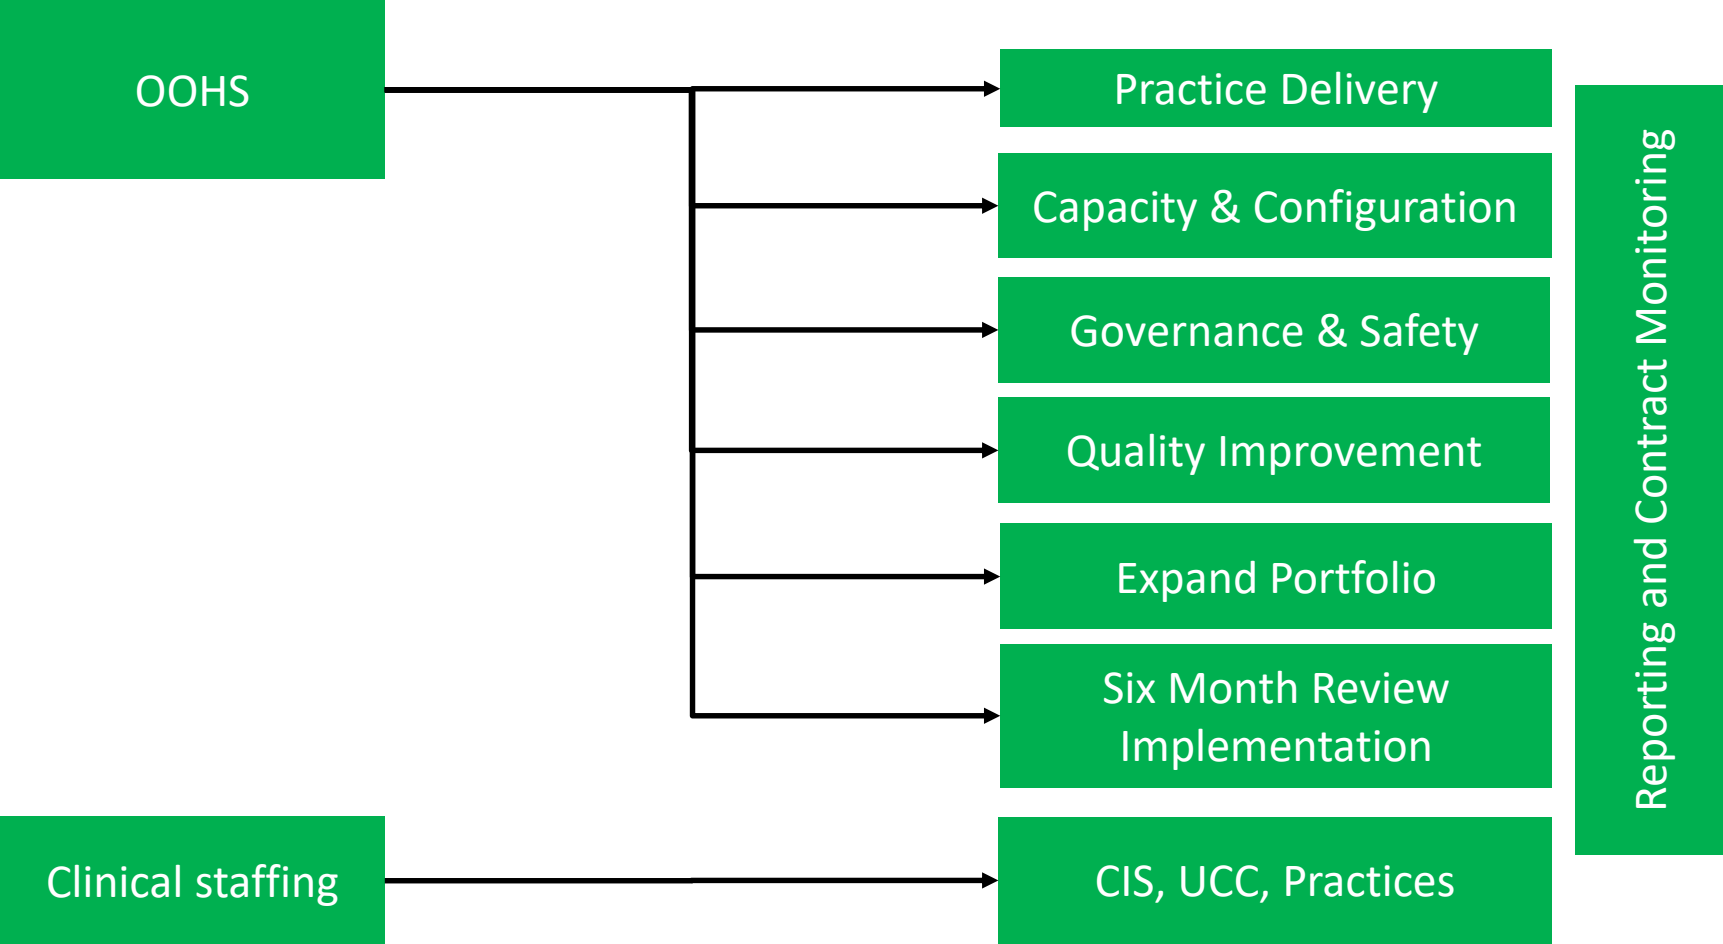 OOHS
Practice Delivery
Capacity & Configuration
Governance & Safety
Quality Improvement
Expand Portfolio
Six Month Review
Implementation
Clinical staffing
CIS, UCC, Practices
Reporting and Contract Monitoring